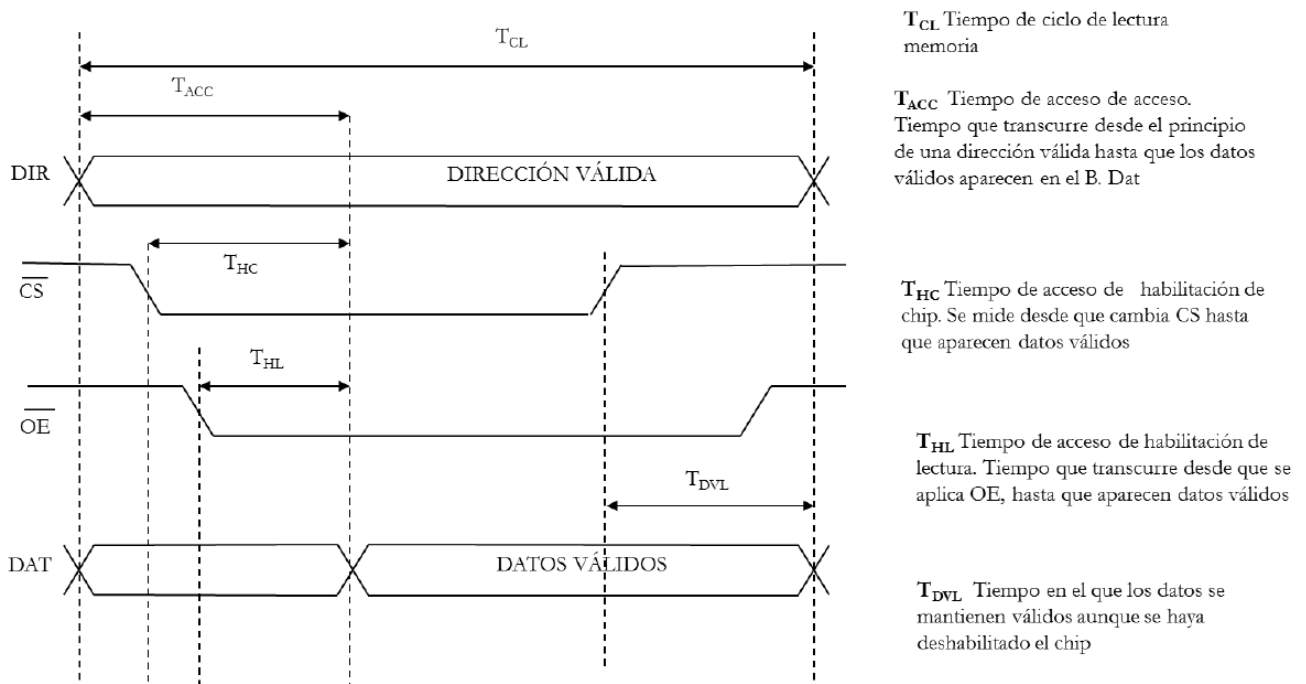 T_CL Tiempo de ciclo de lectura
memoria
T_CL
T_ACC
T_ACC Tiempo de acceso de acceso.
Tiempo que transcurre desde el principio
de una dirección válida hasta que los datos
válidos aparecen en el B. Dat
DIR
DIRECCIÓN VÁLIDA
T_HC
CS
T_HC Tiempo de acceso de habilitación de
chip. Se mide desde que cambia CS hasta
que aparecen datos válidos
T_HL
OE
T_HL Tiempo de acceso de habilitación de
lectura. Tiempo que transcurre desde que se
aplica OE, hasta que aparecen datos válidos
T_DVL
DAT
DATOS VÁLIDOS
T_DVL Tiempo en el que los datos se
mantienen válidos aunque se haya
deshabilitado el chip